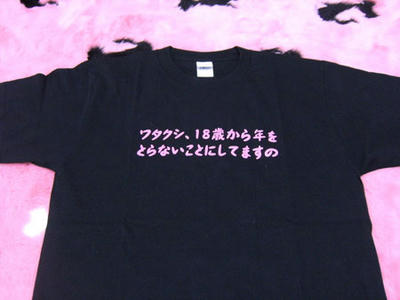 ワタクシ、18歳から年を
とらないことにしてますの